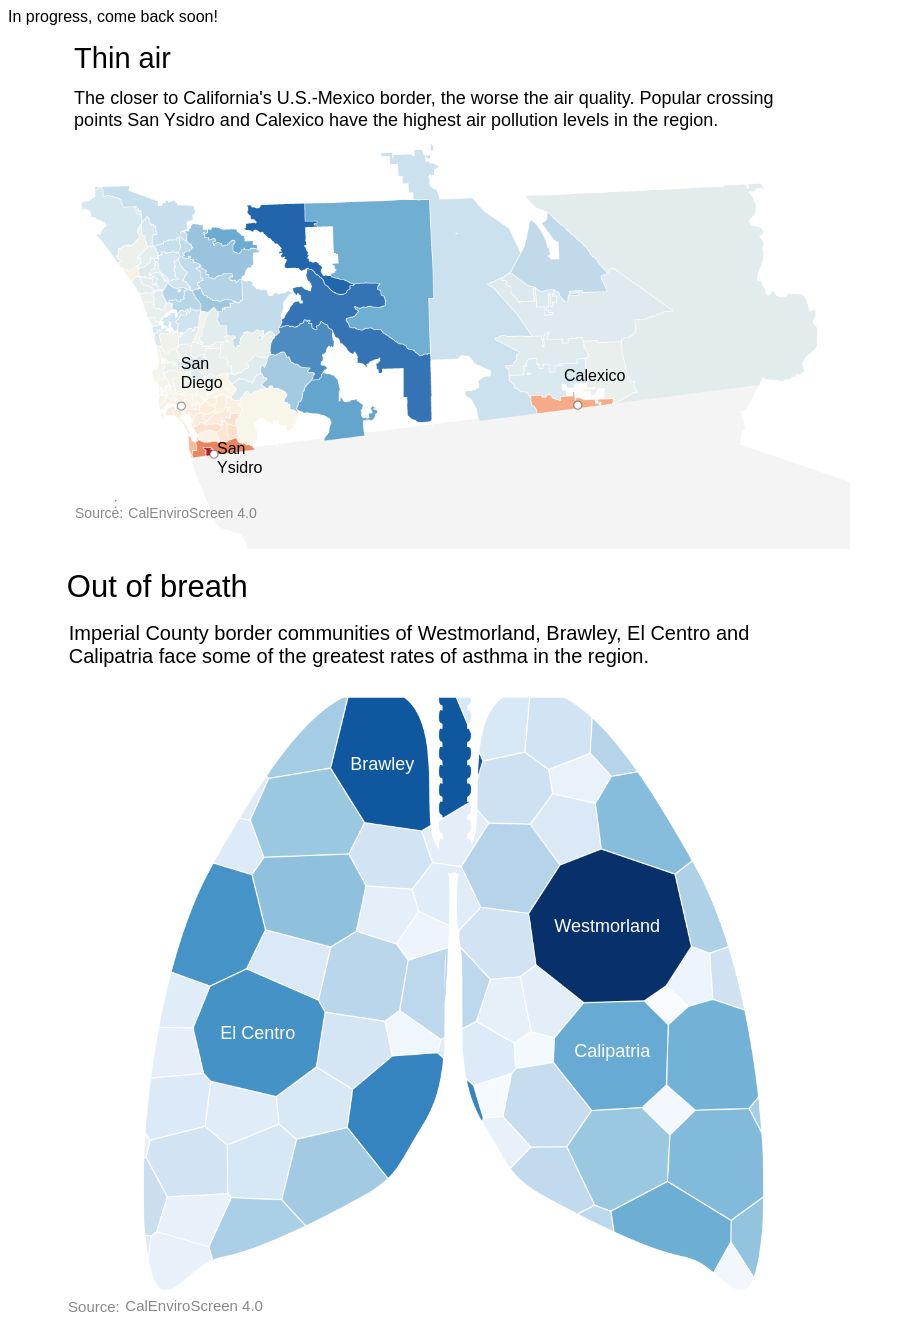 In progress, come back soon!
Thin air
The closer to California's U.S.-Mexico border, the worse the air quality. Popular crossing
points San Ysidro and Calexico have the highest air pollution levels in the region.
San
Diego
Calexico
San
Ysidro
Source: CalEnviroScreen 4.0
Out of breath
Imperial County border communities of Westmorland, Brawley, El Centro and
Calipatria face some of the greatest rates of asthma in the region.
Brawley
Westmorland
El Centro
Calipatria
Source: CalEnviroScreen 4.0